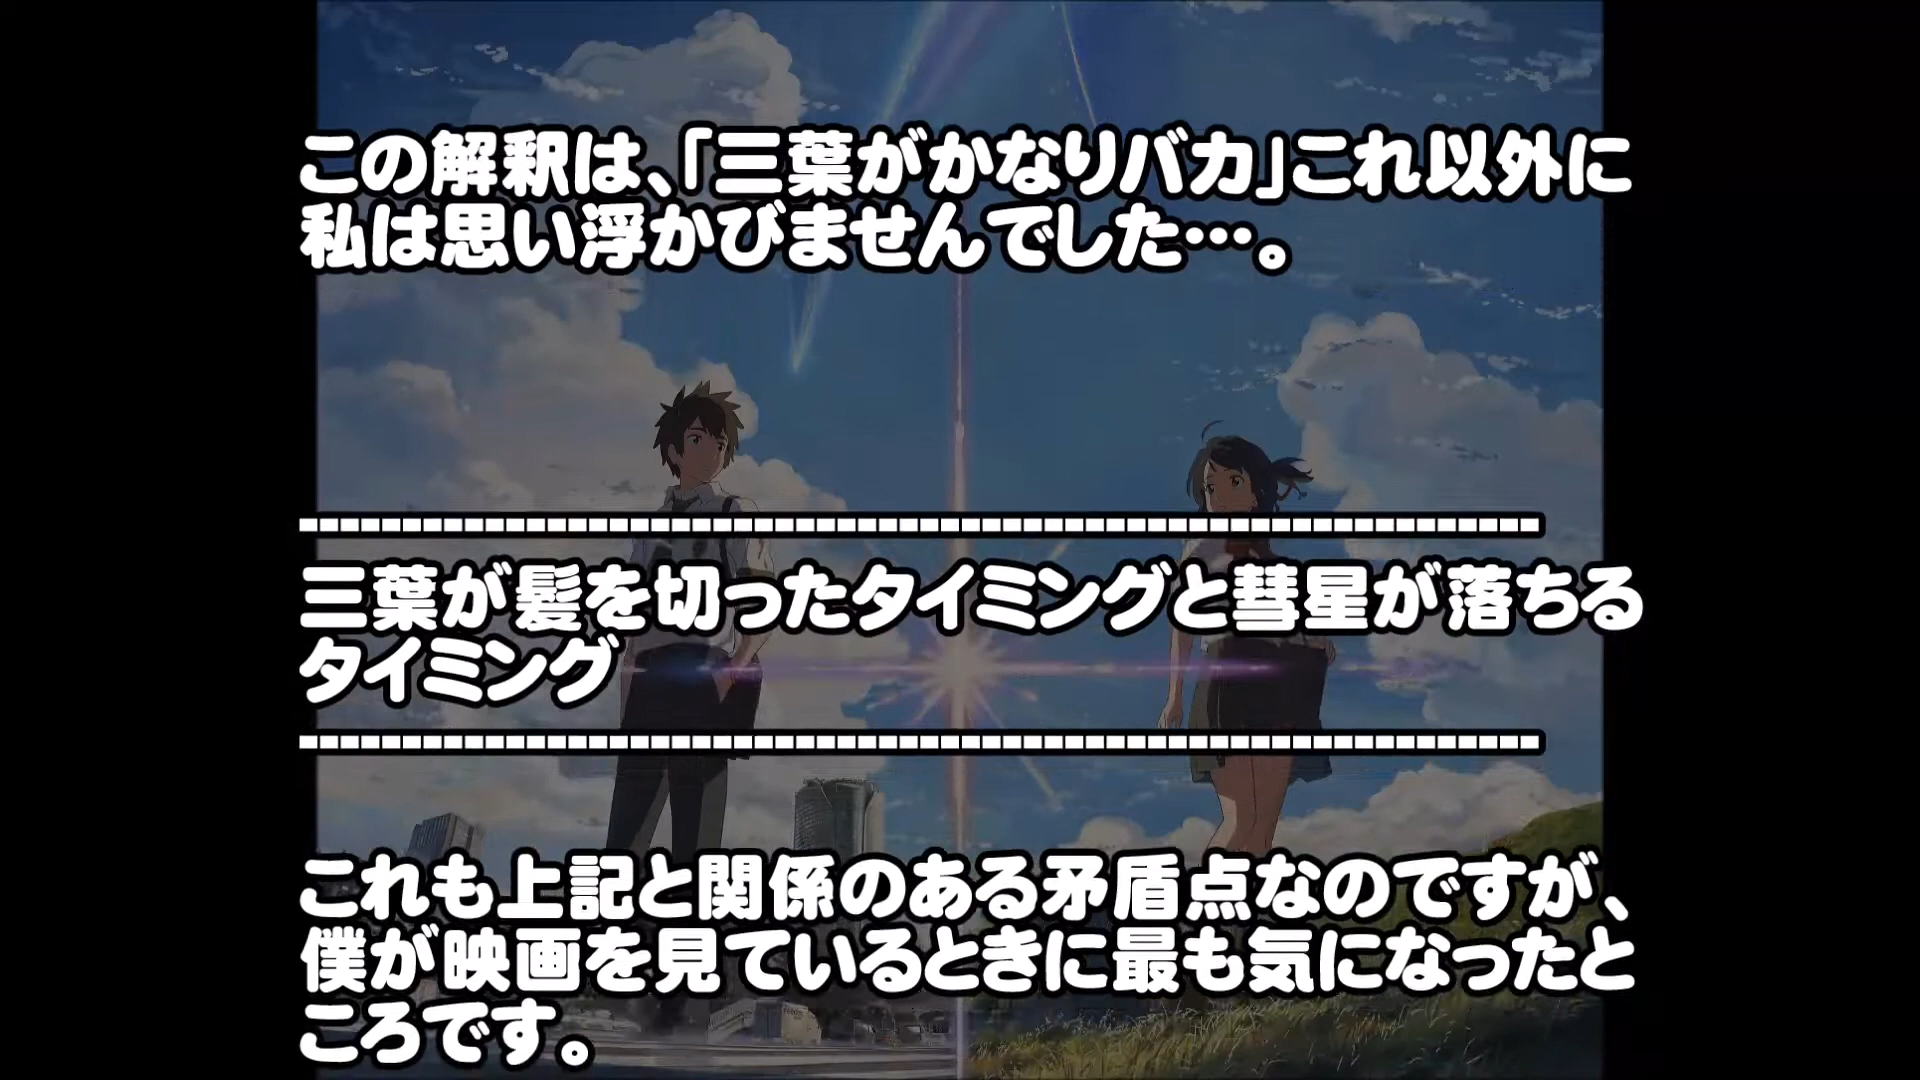 この解釈は、「三葉がかなりバカ」これ以外に
私は思い浮かびませんでした…。
三葉が髪を切ったタイミングと彗星が落ちる
タイミング
これも上記と関係のある矛盾点なのですが、
僕が映画を見ているときに最も気になったと
ころです。